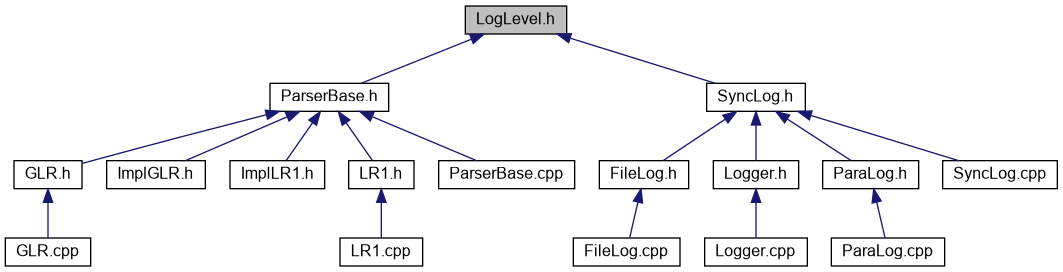 LogLevel.h
ParserBase.h
SyncLog.h
GLR.h
ImplGLR.h
ImplLR1.h
LR1.h
ParserBase.cpp
FileLog.h
Logger.h
ParaLog.h
SyncLog.cpp
GLR.cpp
LR1.cpp
FileLog.cpp
Logger.cpp
ParaLog.cpp